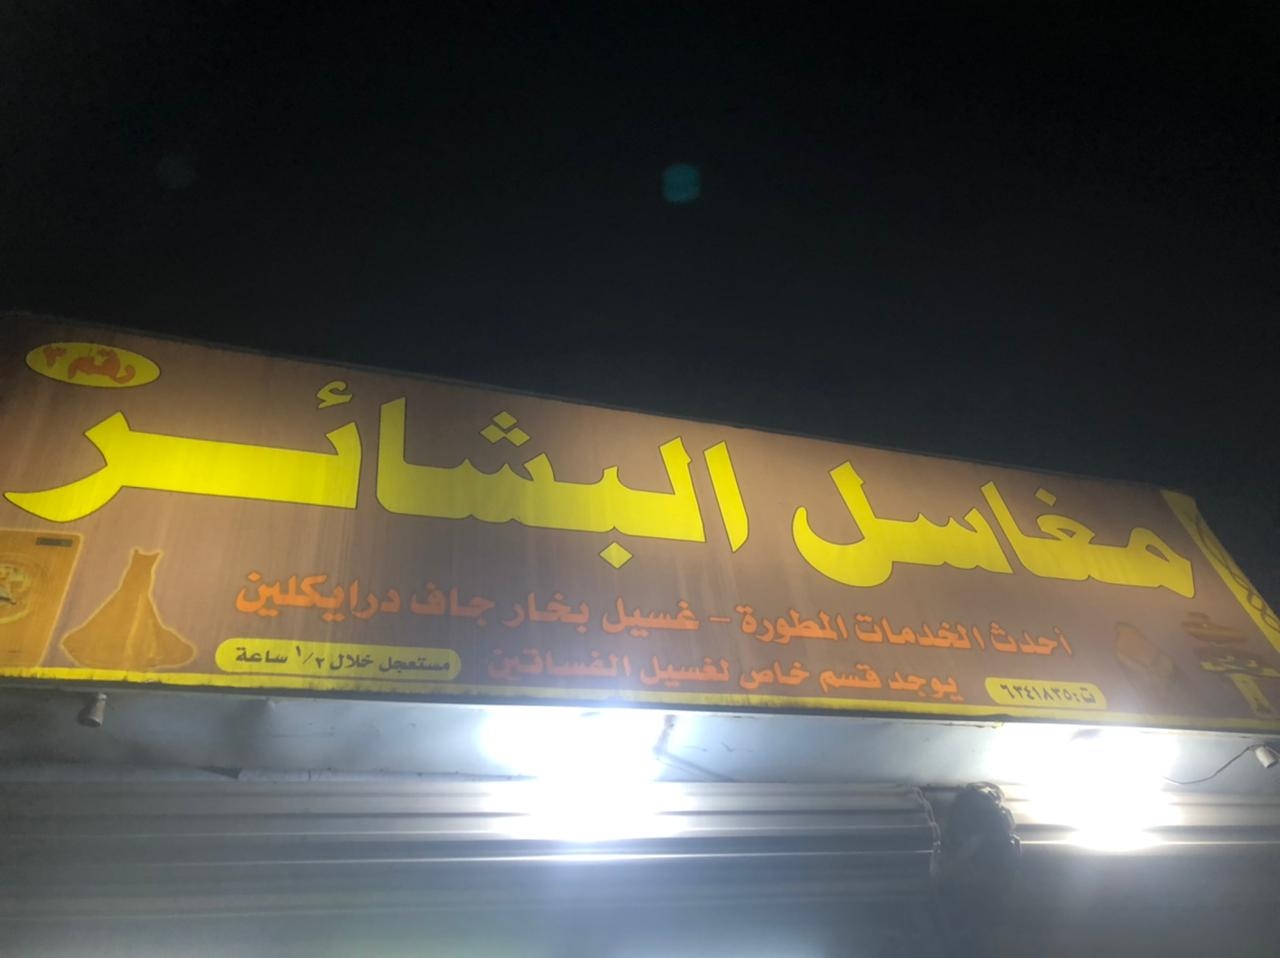 رقم ٣
مغاسل البشائر
أحدث الخدمات المطورة - غسيل بخار جاف درايكلين
يوجد قسم خاص لغسيل الفساتين
مستعجل خلال ١/٢ ساعة
ت: ٦٣٤١٨٣٥